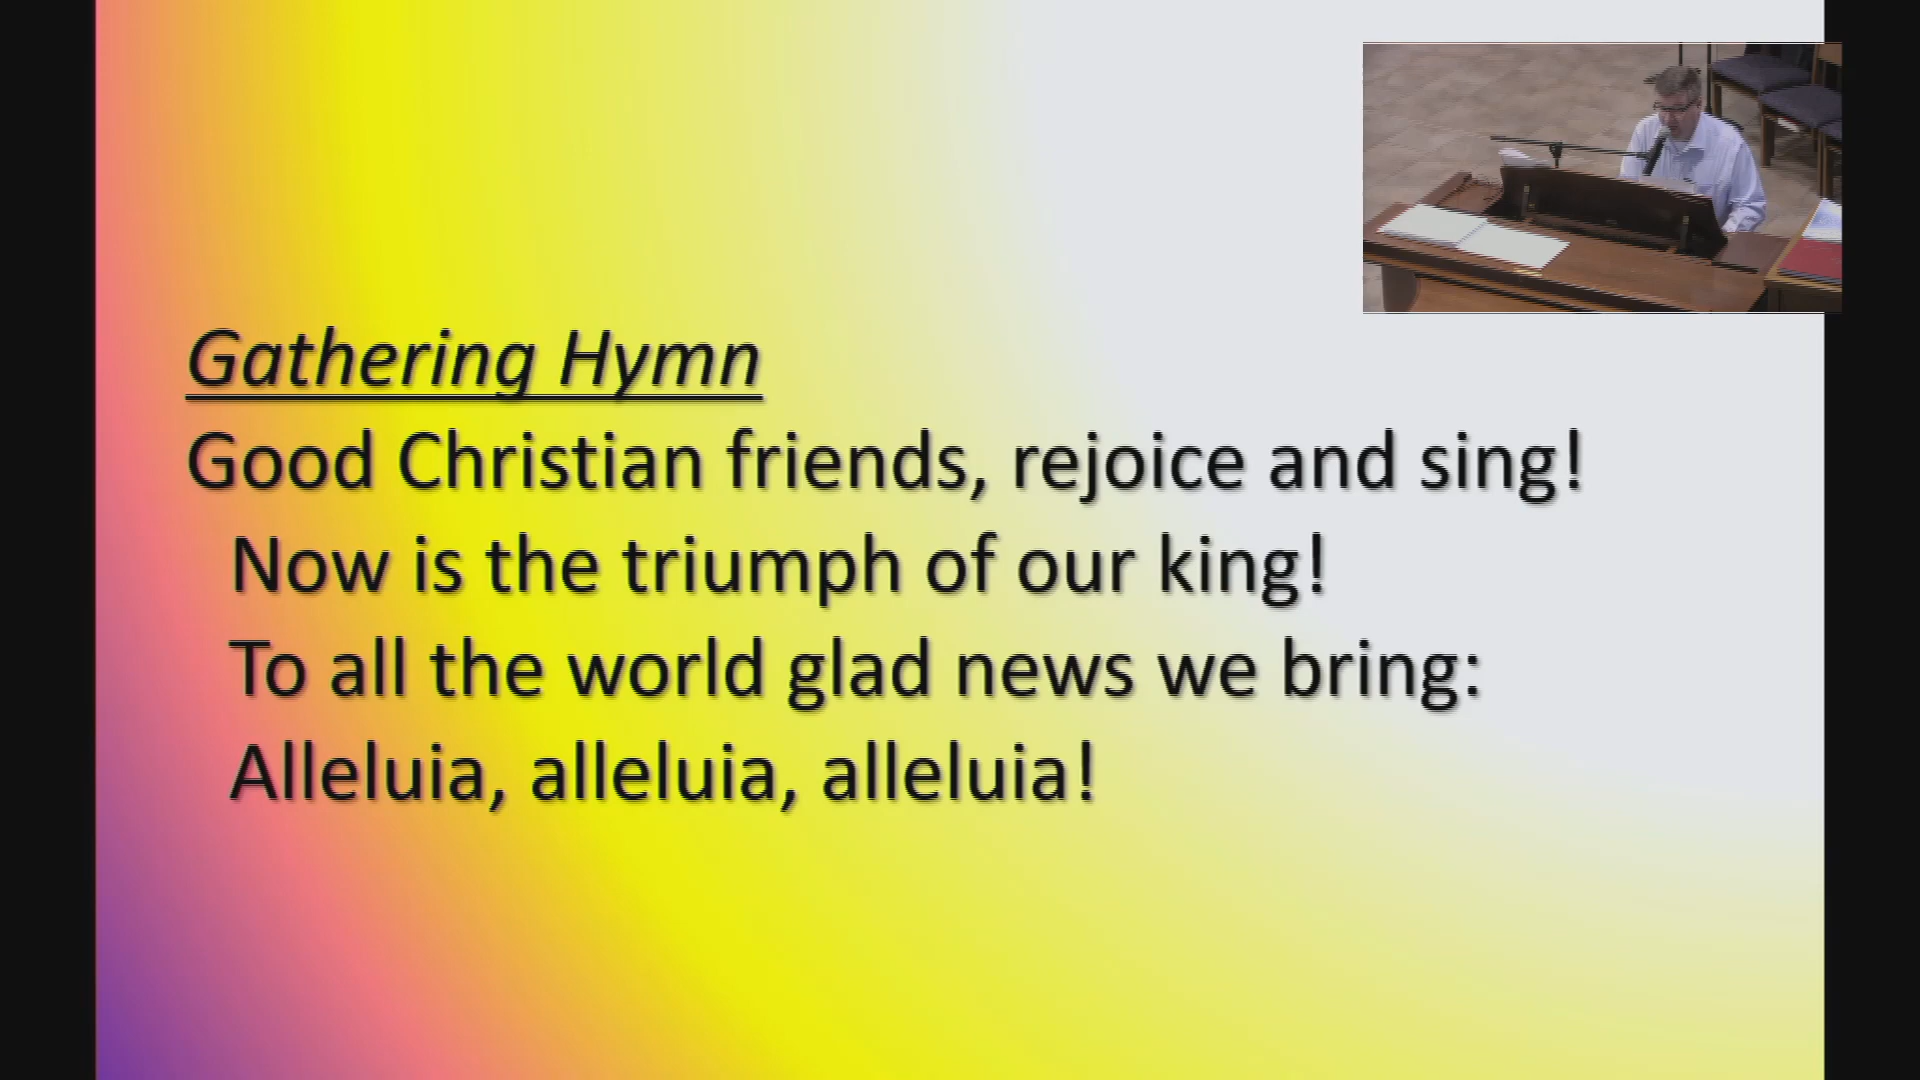 Gathering Hymn
Good Christian friends, rejoice and sing!
Now is the triumph of our king!
To all the world glad news we bring:
Alleluia, alleluia, alleluia!